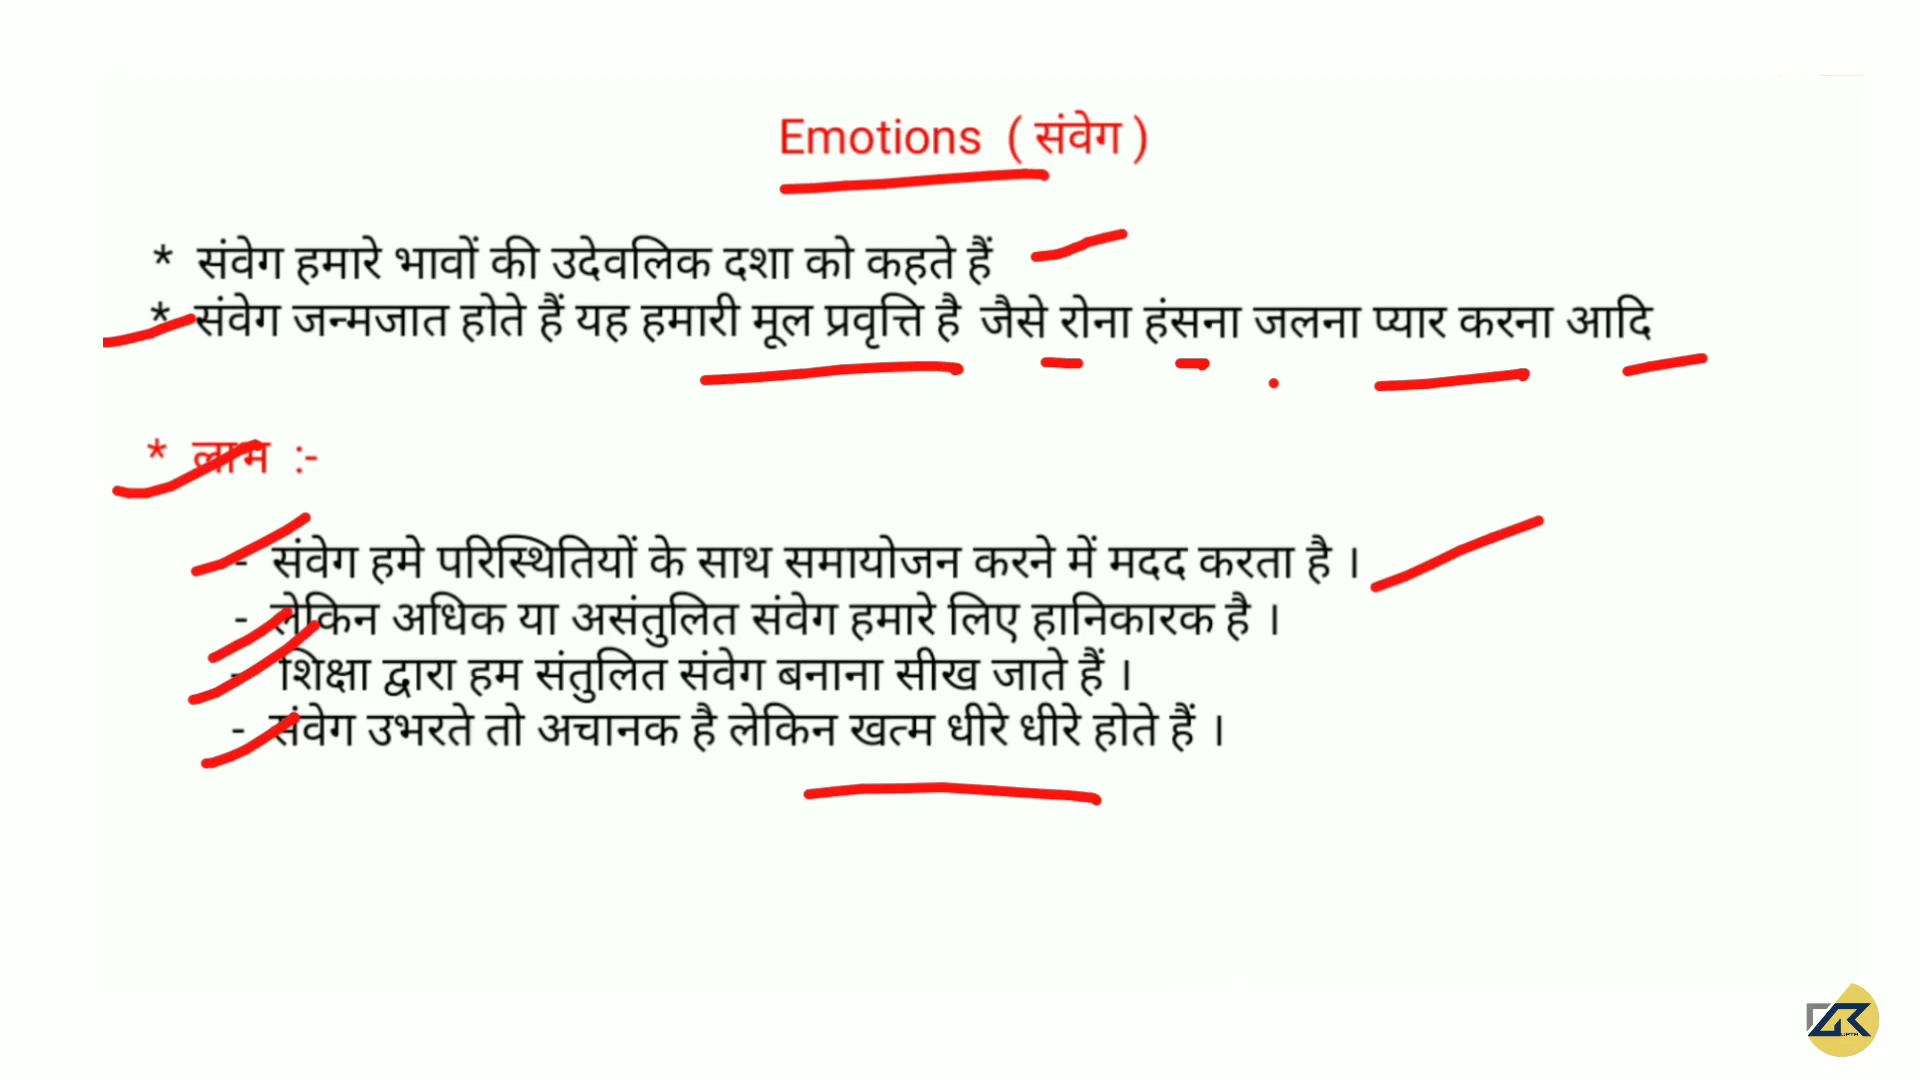 Emotions ( संवेग )
* संवेग हमारे भावों की उदेवलिक दशा को कहते हैं
* संवेग जन्मजात होते हैं यह हमारी मूल प्रवृत्ति है जैसे रोना हंसना जलना प्यार करना आदि
* लाभ :-
- संवेग हमे परिस्थितियों के साथ समायोजन करने में मदद करता है ।
- लेकिन अधिक या असंतुलित संवेग हमारे लिए हानिकारक है ।
- शिक्षा द्वारा हम संतुलित संवेग बनाना सीख जाते हैं ।
- संवेग उभरते तो अचानक है लेकिन खत्म धीरे धीरे होते हैं ।